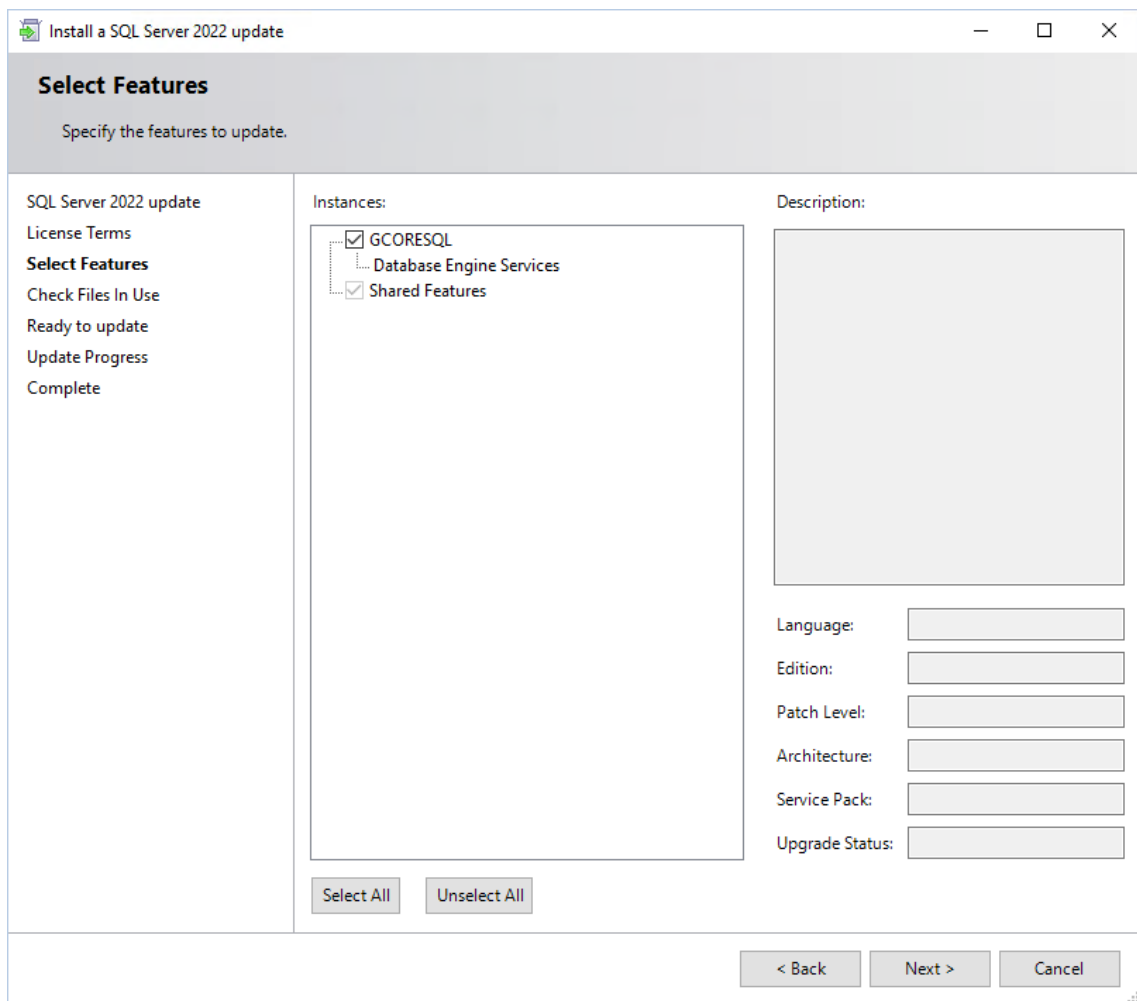 Install a SQL Server 2022 update
Select Features
Specify the features to update.
SQL Server 2022 update
License Terms
Select Features
Check Files In Use
Ready to update
Update Progress
Complete
Instances:
GCORESQL
Database Engine Services
Shared Features
Select All
Unselect All
Description:
Language:
Edition:
Patch Level:
Architecture:
Service Pack:
Upgrade Status:
< Back
Next >
Cancel